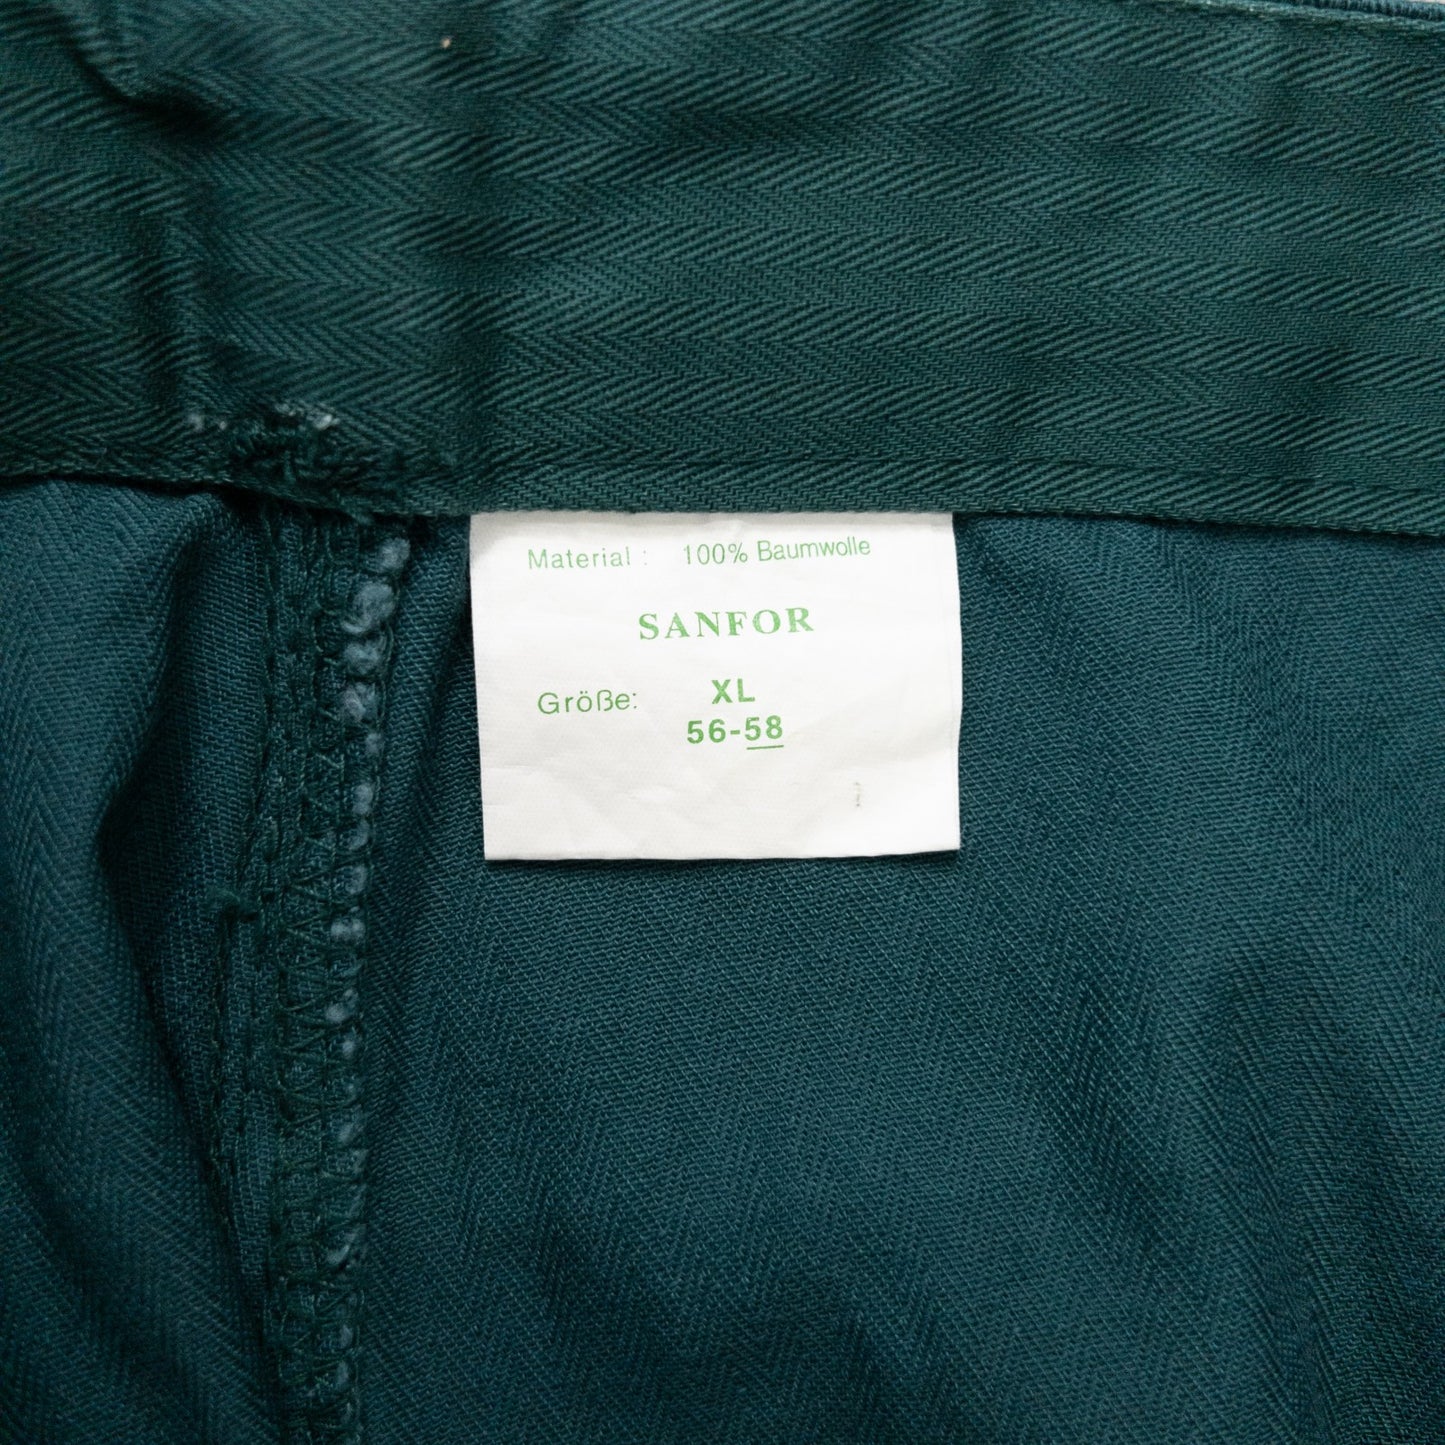 Material : 100% Baumwolle
SANFOR
Größe: XL
56-58